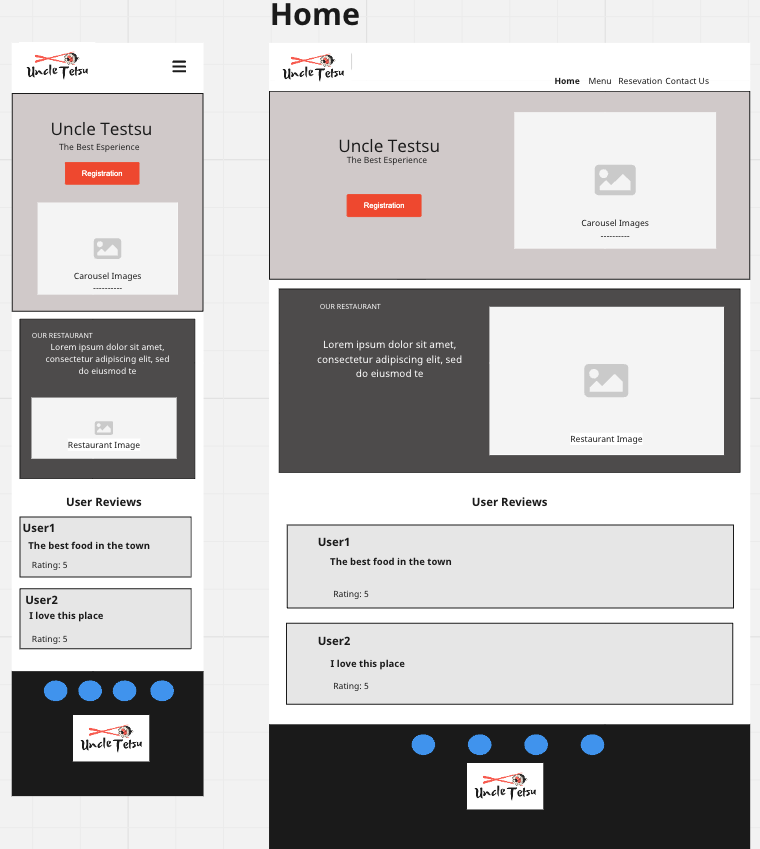 Home
Uncle Tetsu
Uncle Testsu
The Best Esperience
Registration
Carousel Images
----------
OUR RESTAURANT
Lorem ipsum dolor sit amet,
consectetur adipiscing elit, sed
do eiusmod te
Restaurant Image
User Reviews
User1
The best food in the town
Rating: 5
User2
I love this place
Rating: 5
Uncle Tetsu
Uncle Tetsu
Home Menu Resevation Contact Us
Uncle Testsu
The Best Esperience
Registration
Carousel Images
----------
OUR RESTAURANT
Lorem ipsum dolor sit amet,
consectetur adipiscing elit, sed
do eiusmod te
Restaurant Image
User Reviews
User1
The best food in the town
Rating: 5
User2
I love this place
Rating: 5
Uncle Tetsu